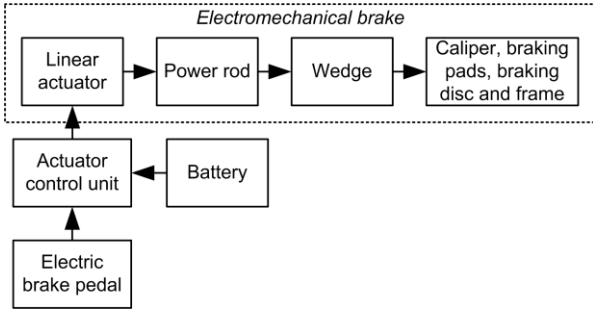 Electromechanical brake
Linear
actuator
Power rod
Wedge
Caliper, braking
pads, braking
disc and frame
Actuator
control unit
Battery
Electric
brake pedal